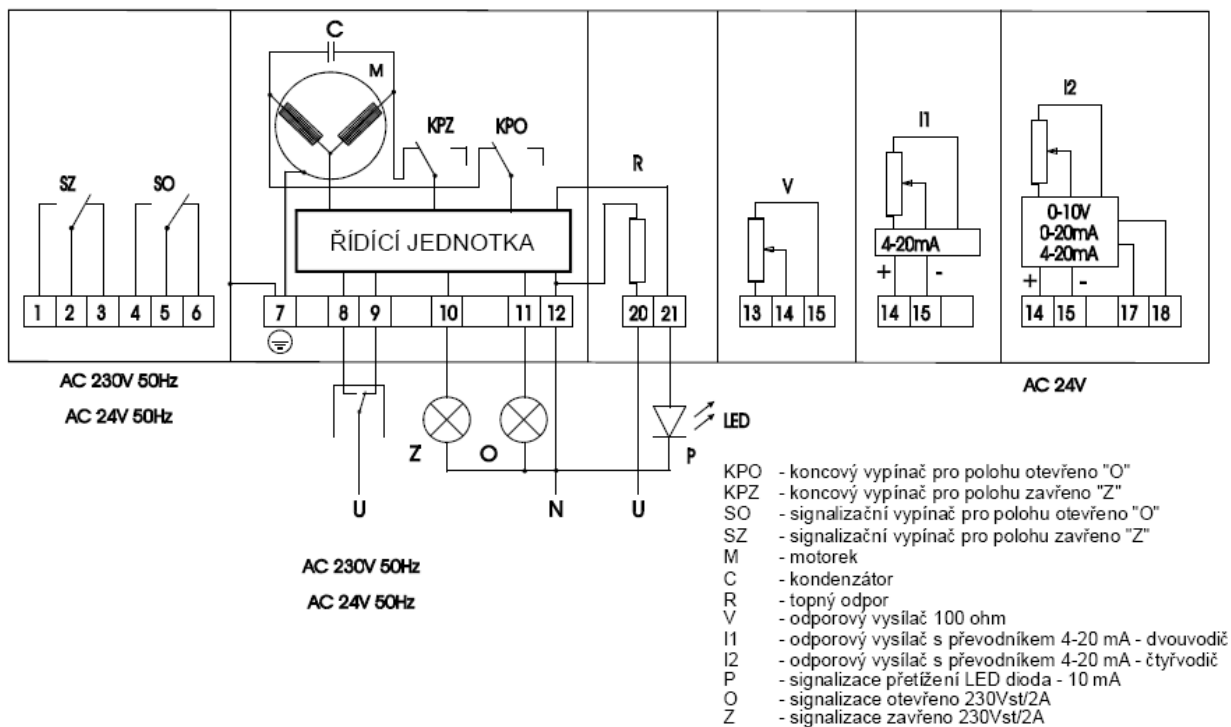 C
M
KPZ
KPO
SZ
SO
R
V
I1
I2
ŘÍDÍCÍ JEDNOTKA
4-20mA
+ -
0-10V
0-20mA
4-20mA
+ -
1 2 3 4 5 6
7 8 9 10 11 12
20 21
13 14 15
14 15
14 15 17 18
AC 230V 50Hz
AC 24V 50Hz
AC 24V
Z
O
P
LED
U
N
U
AC 230V 50Hz
AC 24V 50Hz
KPO - koncový vypínač pro polohu otevřeno "O"
KPZ - koncový vypínač pro polohu zavřeno "Z"
SO - signalizační vypínač pro polohu otevřeno "O"
SZ - signalizační vypínač pro polohu zavřeno "Z"
M - motorek
C - kondenzátor
R - topný odpor
V - odporový vysílač 100 ohm
I1 - odporový vysílač s převodníkem 4-20 mA - dvouvodič
I2 - odporový vysílač s převodníkem 4-20 mA - čtyřvodič
P - signalizace přetížení LED dioda - 10 mA
O - signalizace otevřeno 230Vst/2A
Z - signalizace zavřeno 230Vst/2A